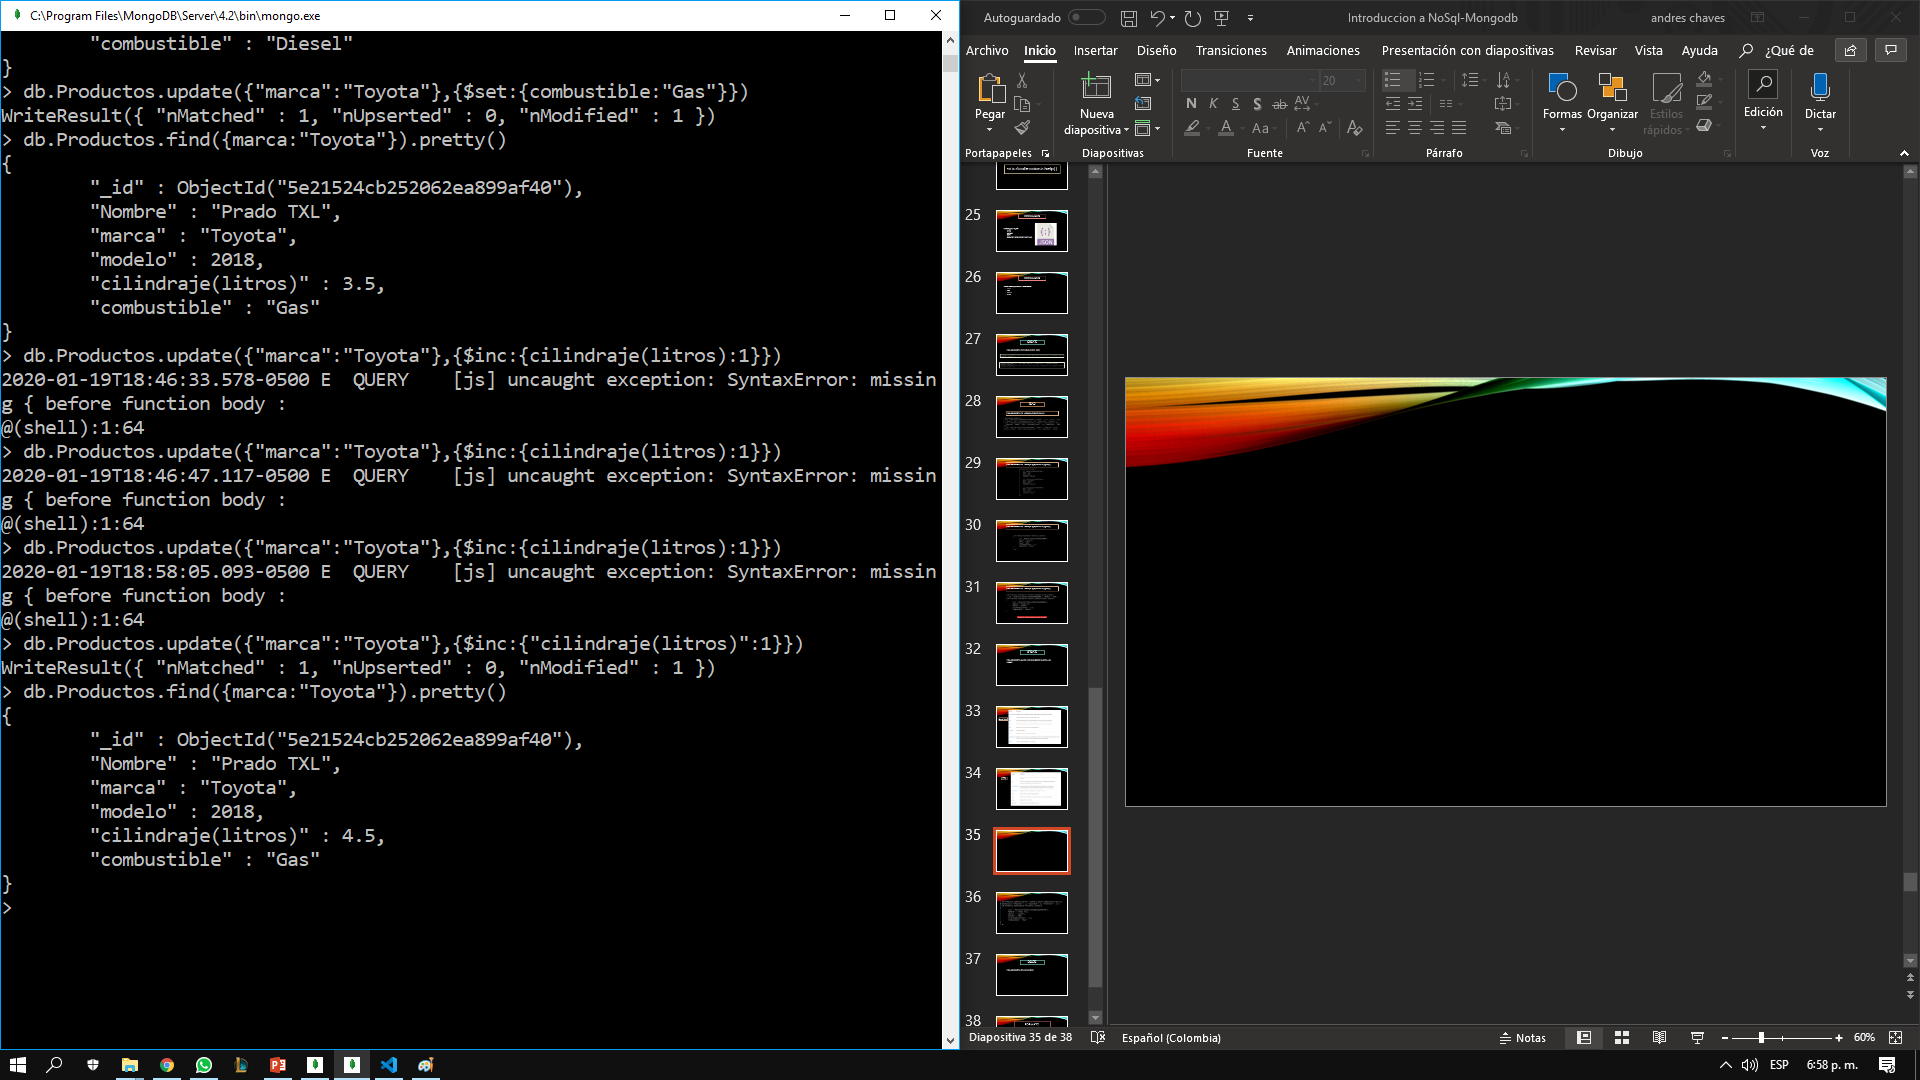 C:\Program Files\MongoDB\Server\4.2\bin\mongo.exe
"combustible" : "Diesel"
}
> db.Productos.update({"marca":"Toyota"},{$set:{combustible:"Gas"}})
WriteResult({ "nMatched" : 1, "nUpserted" : 0, "nModified" : 1 })
> db.Productos.find({marca:"Toyota"}).pretty()
{
"_id" : ObjectId("5e21524cb252062ea899af40"),
"Nombre" : "Prado TXL",
"marca" : "Toyota",
"modelo" : 2018,
"cilindraje(litros)" : 3.5,
"combustible" : "Gas"
}
> db.Productos.update({"marca":"Toyota"},{$inc:{cilindraje(litros):1}})
2020-01-19T18:46:33.578-0500 E  QUERY    [js] uncaught exception: SyntaxError: missin
g { before function body :
@(shell):1:64
> db.Productos.update({"marca":"Toyota"},{$inc:{cilindraje(litros):1}})
2020-01-19T18:46:47.117-0500 E  QUERY    [js] uncaught exception: SyntaxError: missin
g { before function body :
@(shell):1:64
> db.Productos.update({"marca":"Toyota"},{$inc:{cilindraje(litros):1}})
2020-01-19T18:58:05.093-0500 E  QUERY    [js] uncaught exception: SyntaxError: missin
g { before function body :
@(shell):1:64
> db.Productos.update({"marca":"Toyota"},{$inc:{"cilindraje(litros)":1}})
WriteResult({ "nMatched" : 1, "nUpserted" : 0, "nModified" : 1 })
> db.Productos.find({marca:"Toyota"}).pretty()
{
"_id" : ObjectId("5e21524cb252062ea899af40"),
"Nombre" : "Prado TXL",
"marca" : "Toyota",
"modelo" : 2018,
"cilindraje(litros)" : 4.5,
"combustible" : "Gas"
}
>
Autoguardado
Introduccion a NoSql-Mongodb
andres chaves
Archivo Inicio Insertar Diseño Transiciones Animaciones Presentación con diapositivas Revisar Vista Ayuda ¿Qué de
20
N K S S ab AV
A Aa A A
Pegar
Nueva
diapositiva
Formas Organizar Estilos
rápidos
Edición
Dictar
Portapapeles Diapositivas Fuente Párrafo Dibujo Voz
25
JSON
26
27
28
29
30
31
32
33
34
35
36
37
38
Diapositiva 35 de 38 Español (Colombia) Notas 60%
ESP 6:58 p. m.